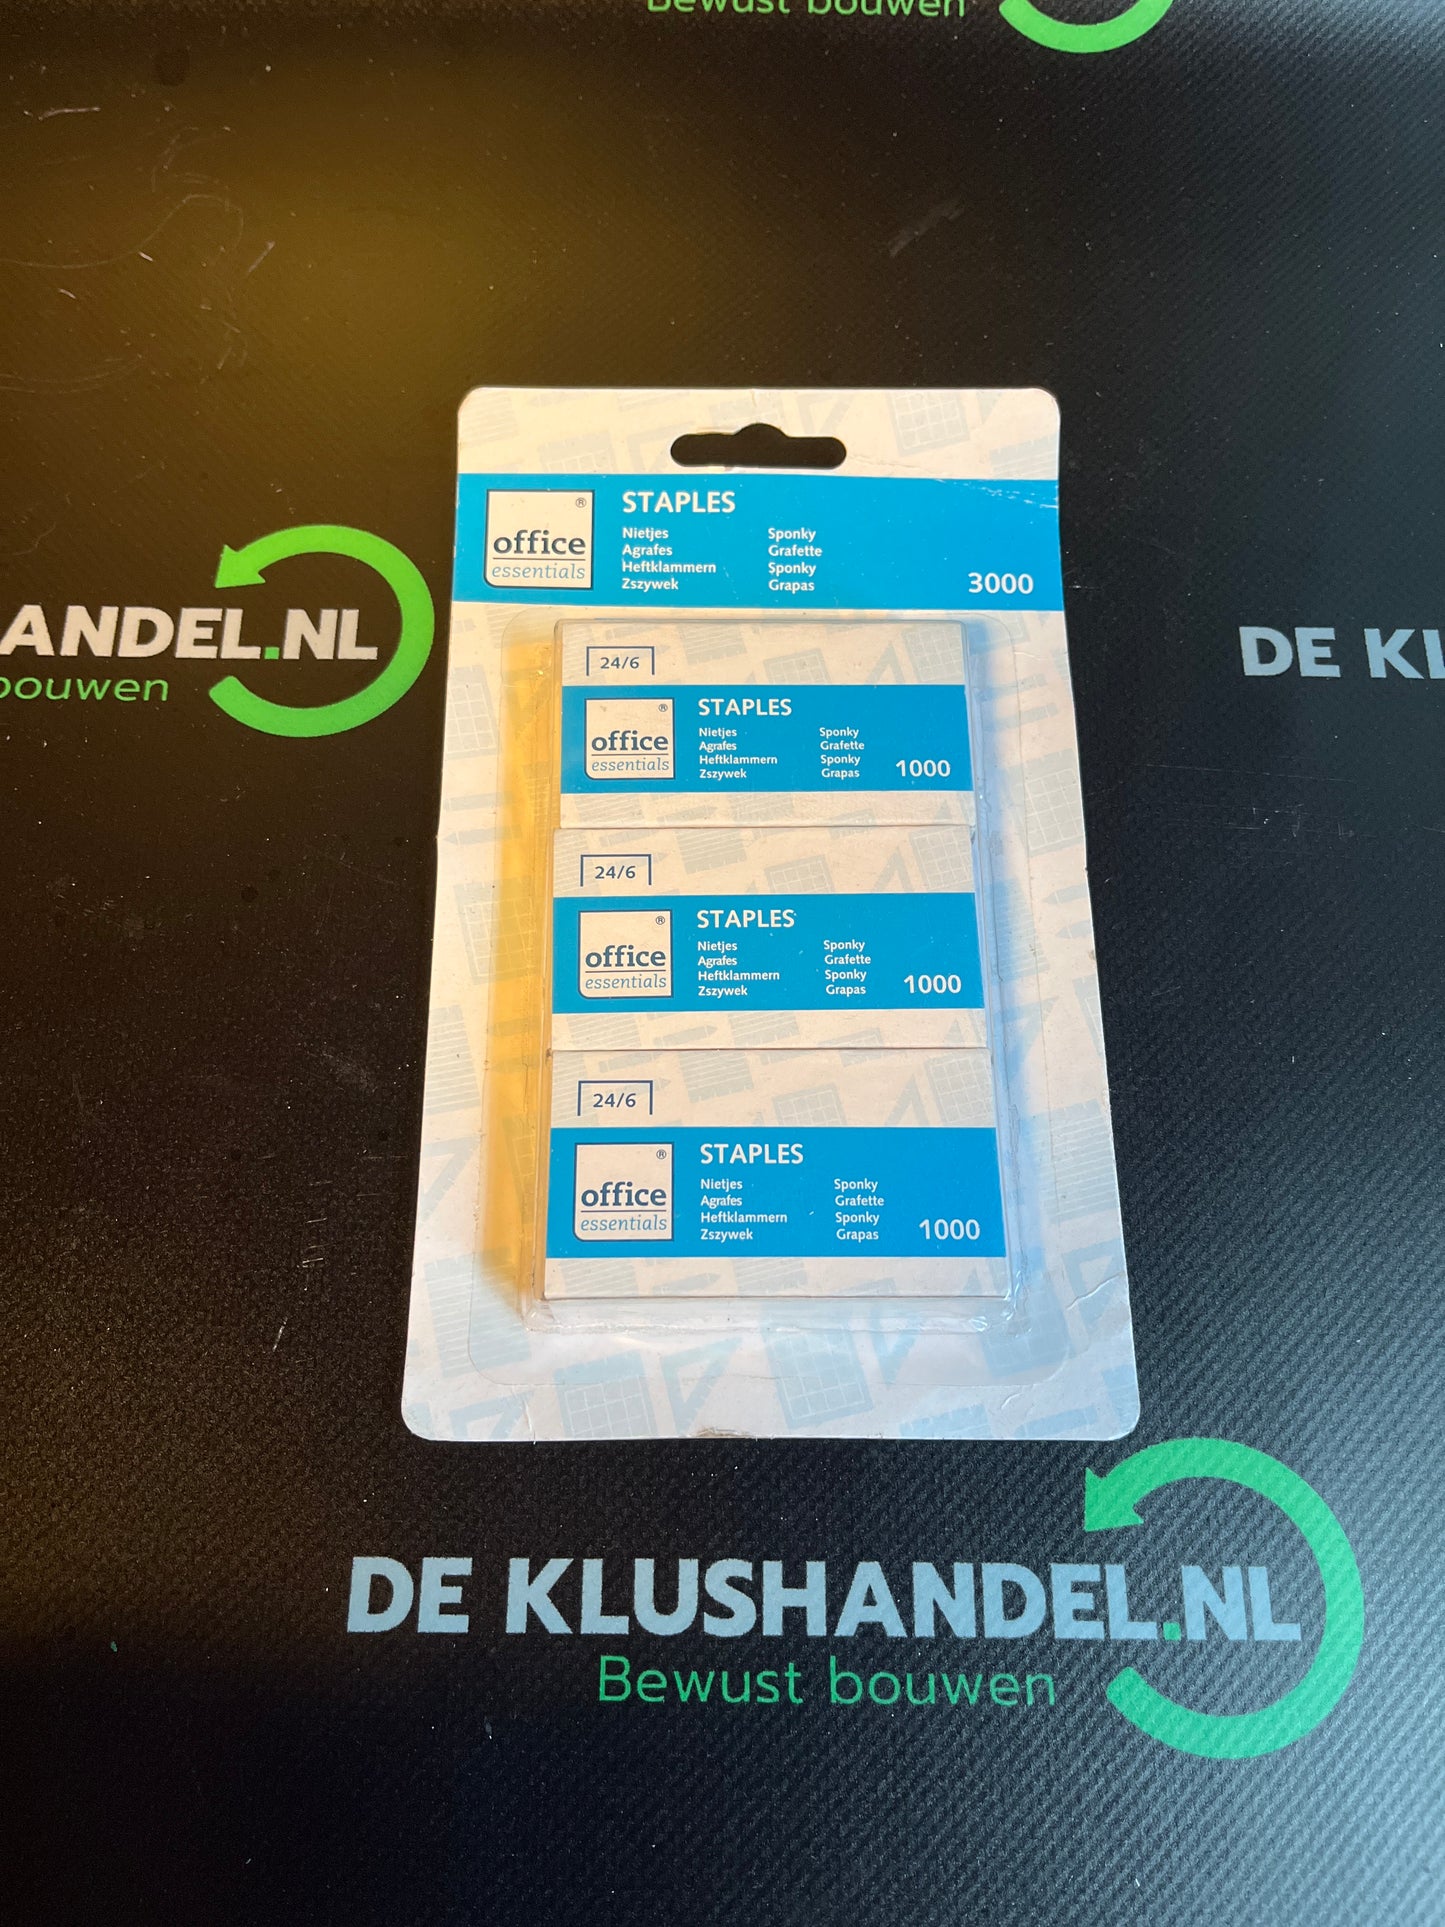 Bewust bouwen
office
essentials
®
STAPLES
Nietjes
Agrafes
Heftklammern
Zszywek
Sponky
Grafette
Sponky
Grapas
3000
ANDEL.NL
bouwen
DE KL
24/6
office
essentials
®
STAPLES
Nietjes
Agrafes
Heftklammern
Zszywek
Sponky
Grafette
Sponky
Grapas
1000
24/6
office
essentials
®
STAPLES
Nietjes
Agrafes
Heftklammern
Zszywek
Sponky
Grafette
Sponky
Grapas
1000
24/6
office
essentials
®
STAPLES
Nietjes
Agrafes
Heftklammern
Zszywek
Sponky
Grafette
Sponky
Grapas
1000
DE KLUSHANDEL.NL
Bewust bouwen